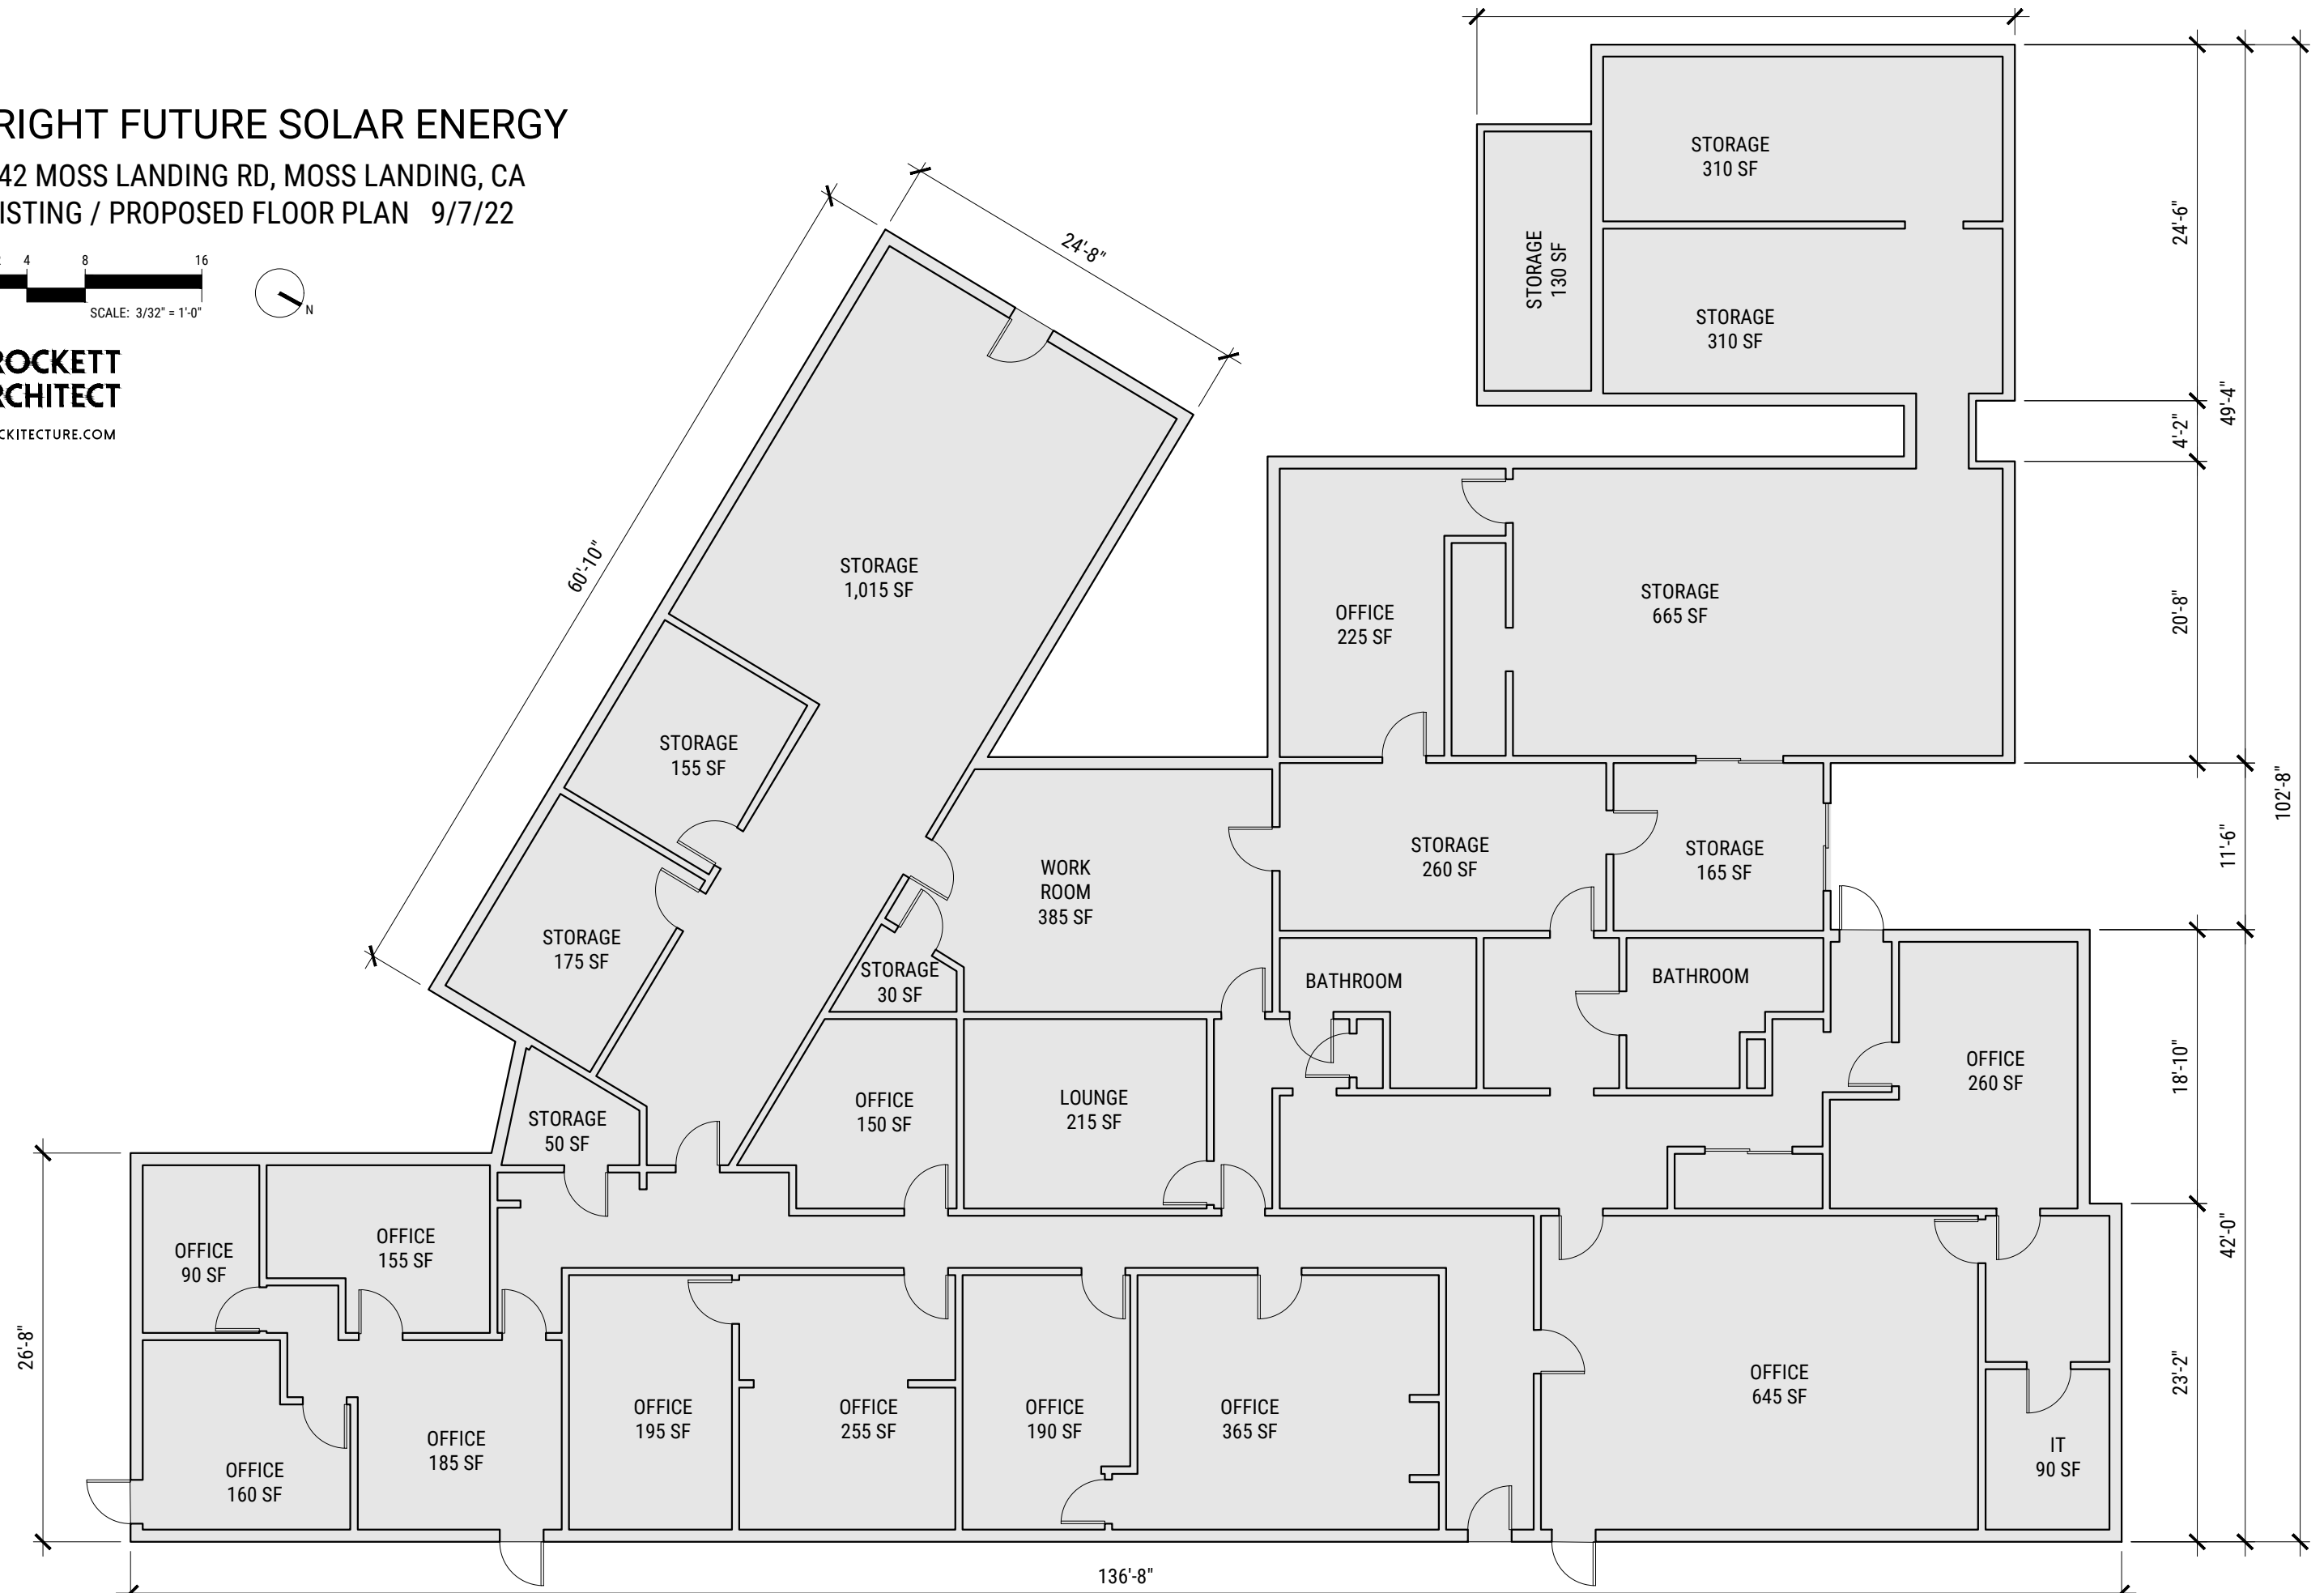 RIGHT FUTURE SOLAR ENERGY
42 MOSS LANDING RD, MOSS LANDING, CA
ISTING / PROPOSED FLOOR PLAN 9/7/22
4 8 16
SCALE: 3/32" = 1'-0"
N
ROCKETT
RCHITECT
CKITECTURE.COM
24'-8"
60'-10"
STORAGE
310 SF
STORAGE
130 SF
STORAGE
310 SF
24'-6"
49'-4"
4'-2"
20'-8"
102'-8"
11'-6"
18'-10"
42'-0"
23'-2"
STORAGE
1,015 SF
OFFICE
225 SF
STORAGE
665 SF
STORAGE
155 SF
STORAGE
175 SF
WORK
ROOM
385 SF
STORAGE
260 SF
STORAGE
165 SF
STORAGE
30 SF
BATHROOM
BATHROOM
STORAGE
50 SF
OFFICE
150 SF
LOUNGE
215 SF
OFFICE
260 SF
OFFICE
90 SF
OFFICE
155 SF
26'-8"
OFFICE
160 SF
OFFICE
185 SF
OFFICE
195 SF
OFFICE
255 SF
OFFICE
190 SF
OFFICE
365 SF
OFFICE
645 SF
IT
90 SF
136'-8"